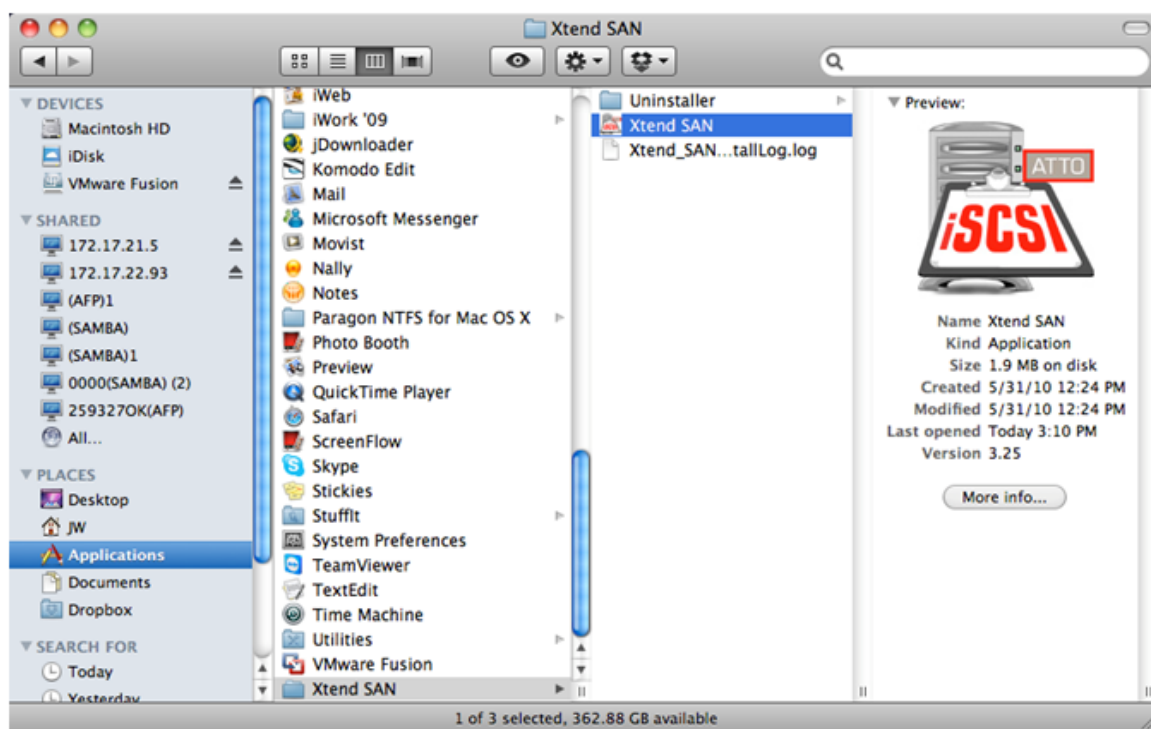 Xtend SAN
DEVICES
Macintosh HD
iDisk
VMware Fusion
SHARED
172.17.21.5
172.17.22.93
(AFP)1
(SAMBA)
(SAMBA)1
0000(SAMBA) (2)
259327OK(AFP)
All...
PLACES
Desktop
JW
Applications
Documents
Dropbox
SEARCH FOR
Today
Yesterday
iWeb
iWork '09
jDownloader
Komodo Edit
Mail
Microsoft Messenger
Movist
Nally
Notes
Paragon NTFS for Mac OS X
Photo Booth
Preview
QuickTime Player
Safari
ScreenFlow
Skype
Stickies
StuffIt
System Preferences
TeamViewer
TextEdit
Time Machine
Utilities
VMware Fusion
Xtend SAN
Uninstaller
Xtend SAN
Xtend_SAN...tallLog.log
Preview:
ATTO
iSCSI
Name Xtend SAN
Kind Application
Size 1.9 MB on disk
Created 5/31/10 12:24 PM
Modified 5/31/10 12:24 PM
Last opened Today 3:10 PM
Version 3.25
More info...
1 of 3 selected, 362.88 GB available